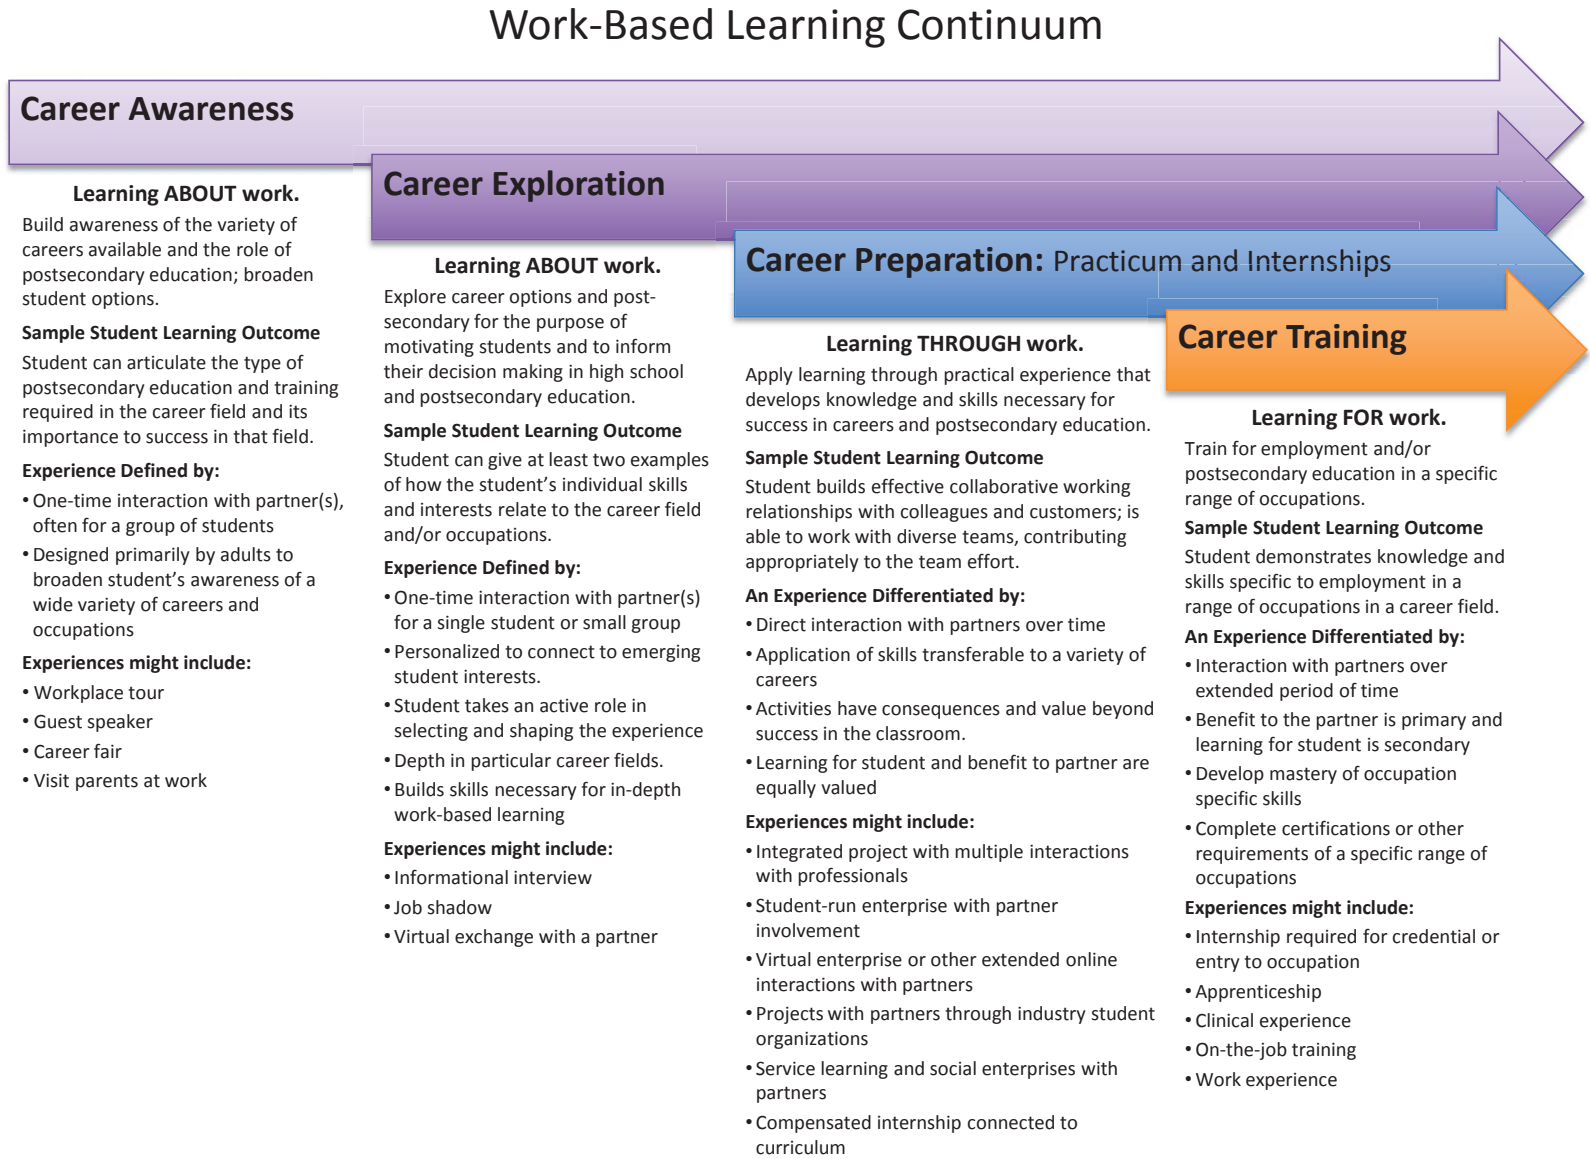 Work-Based Learning Continuum
Career Awareness
Learning ABOUT work.
Build awareness of the variety of
careers available and the role of
postsecondary education; broaden
student options.
Sample Student Learning Outcome
Student can articulate the type of
postsecondary education and training
required in the career field and its
importance to success in that field.
Experience Defined by:
• One-time interaction with partner(s),
often for a group of students
• Designed primarily by adults to
broaden student’s awareness of a
wide variety of careers and
occupations
Experiences might include:
• Workplace tour
• Guest speaker
• Career fair
• Visit parents at work
Career Exploration
Learning ABOUT work.
Explore career options and post-
secondary for the purpose of
motivating students and to inform
their decision making in high school
and postsecondary education.
Sample Student Learning Outcome
Student can give at least two examples
of how the student’s individual skills
and interests relate to the career field
and/or occupations.
Experience Defined by:
• One-time interaction with partner(s)
for a single student or small group
• Personalized to connect to emerging
student interests.
• Student takes an active role in
selecting and shaping the experience
• Depth in particular career fields.
• Builds skills necessary for in-depth
work-based learning
Experiences might include:
• Informational interview
• Job shadow
• Virtual exchange with a partner
Career Preparation: Practicum and Internships
Learning THROUGH work.
Apply learning through practical experience that
develops knowledge and skills necessary for
success in careers and postsecondary education.
Sample Student Learning Outcome
Student builds effective collaborative working
relationships with colleagues and customers; is
able to work with diverse teams, contributing
appropriately to the team effort.
An Experience Differentiated by:
• Direct interaction with partners over time
• Application of skills transferable to a variety of
careers
• Activities have consequences and value beyond
success in the classroom.
• Learning for student and benefit to partner are
equally valued
Experiences might include:
• Integrated project with multiple interactions
with professionals
• Student-run enterprise with partner
involvement
• Virtual enterprise or other extended online
interactions with partners
• Projects with partners through industry student
organizations
• Service learning and social enterprises with
partners
• Compensated internship connected to
curriculum
Career Training
Learning FOR work.
Train for employment and/or
postsecondary education in a specific
range of occupations.
Sample Student Learning Outcome
Student demonstrates knowledge and
skills specific to employment in a
range of occupations in a career field.
An Experience Differentiated by:
• Interaction with partners over
extended period of time
• Benefit to the partner is primary and
learning for student is secondary
• Develop mastery of occupation
specific skills
• Complete certifications or other
requirements of a specific range of
occupations
Experiences might include:
• Internship required for credential or
entry to occupation
• Apprenticeship
• Clinical experience
• On-the-job training
• Work experience